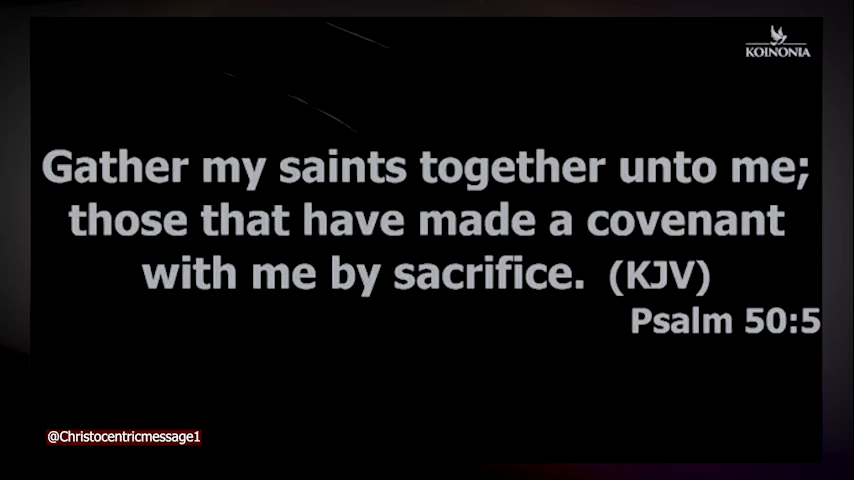 KOINONIA
Gather my saints together unto me;
those that have made a covenant
with me by sacrifice. (KJV)
Psalm 50:5
@Christocentricmessage1